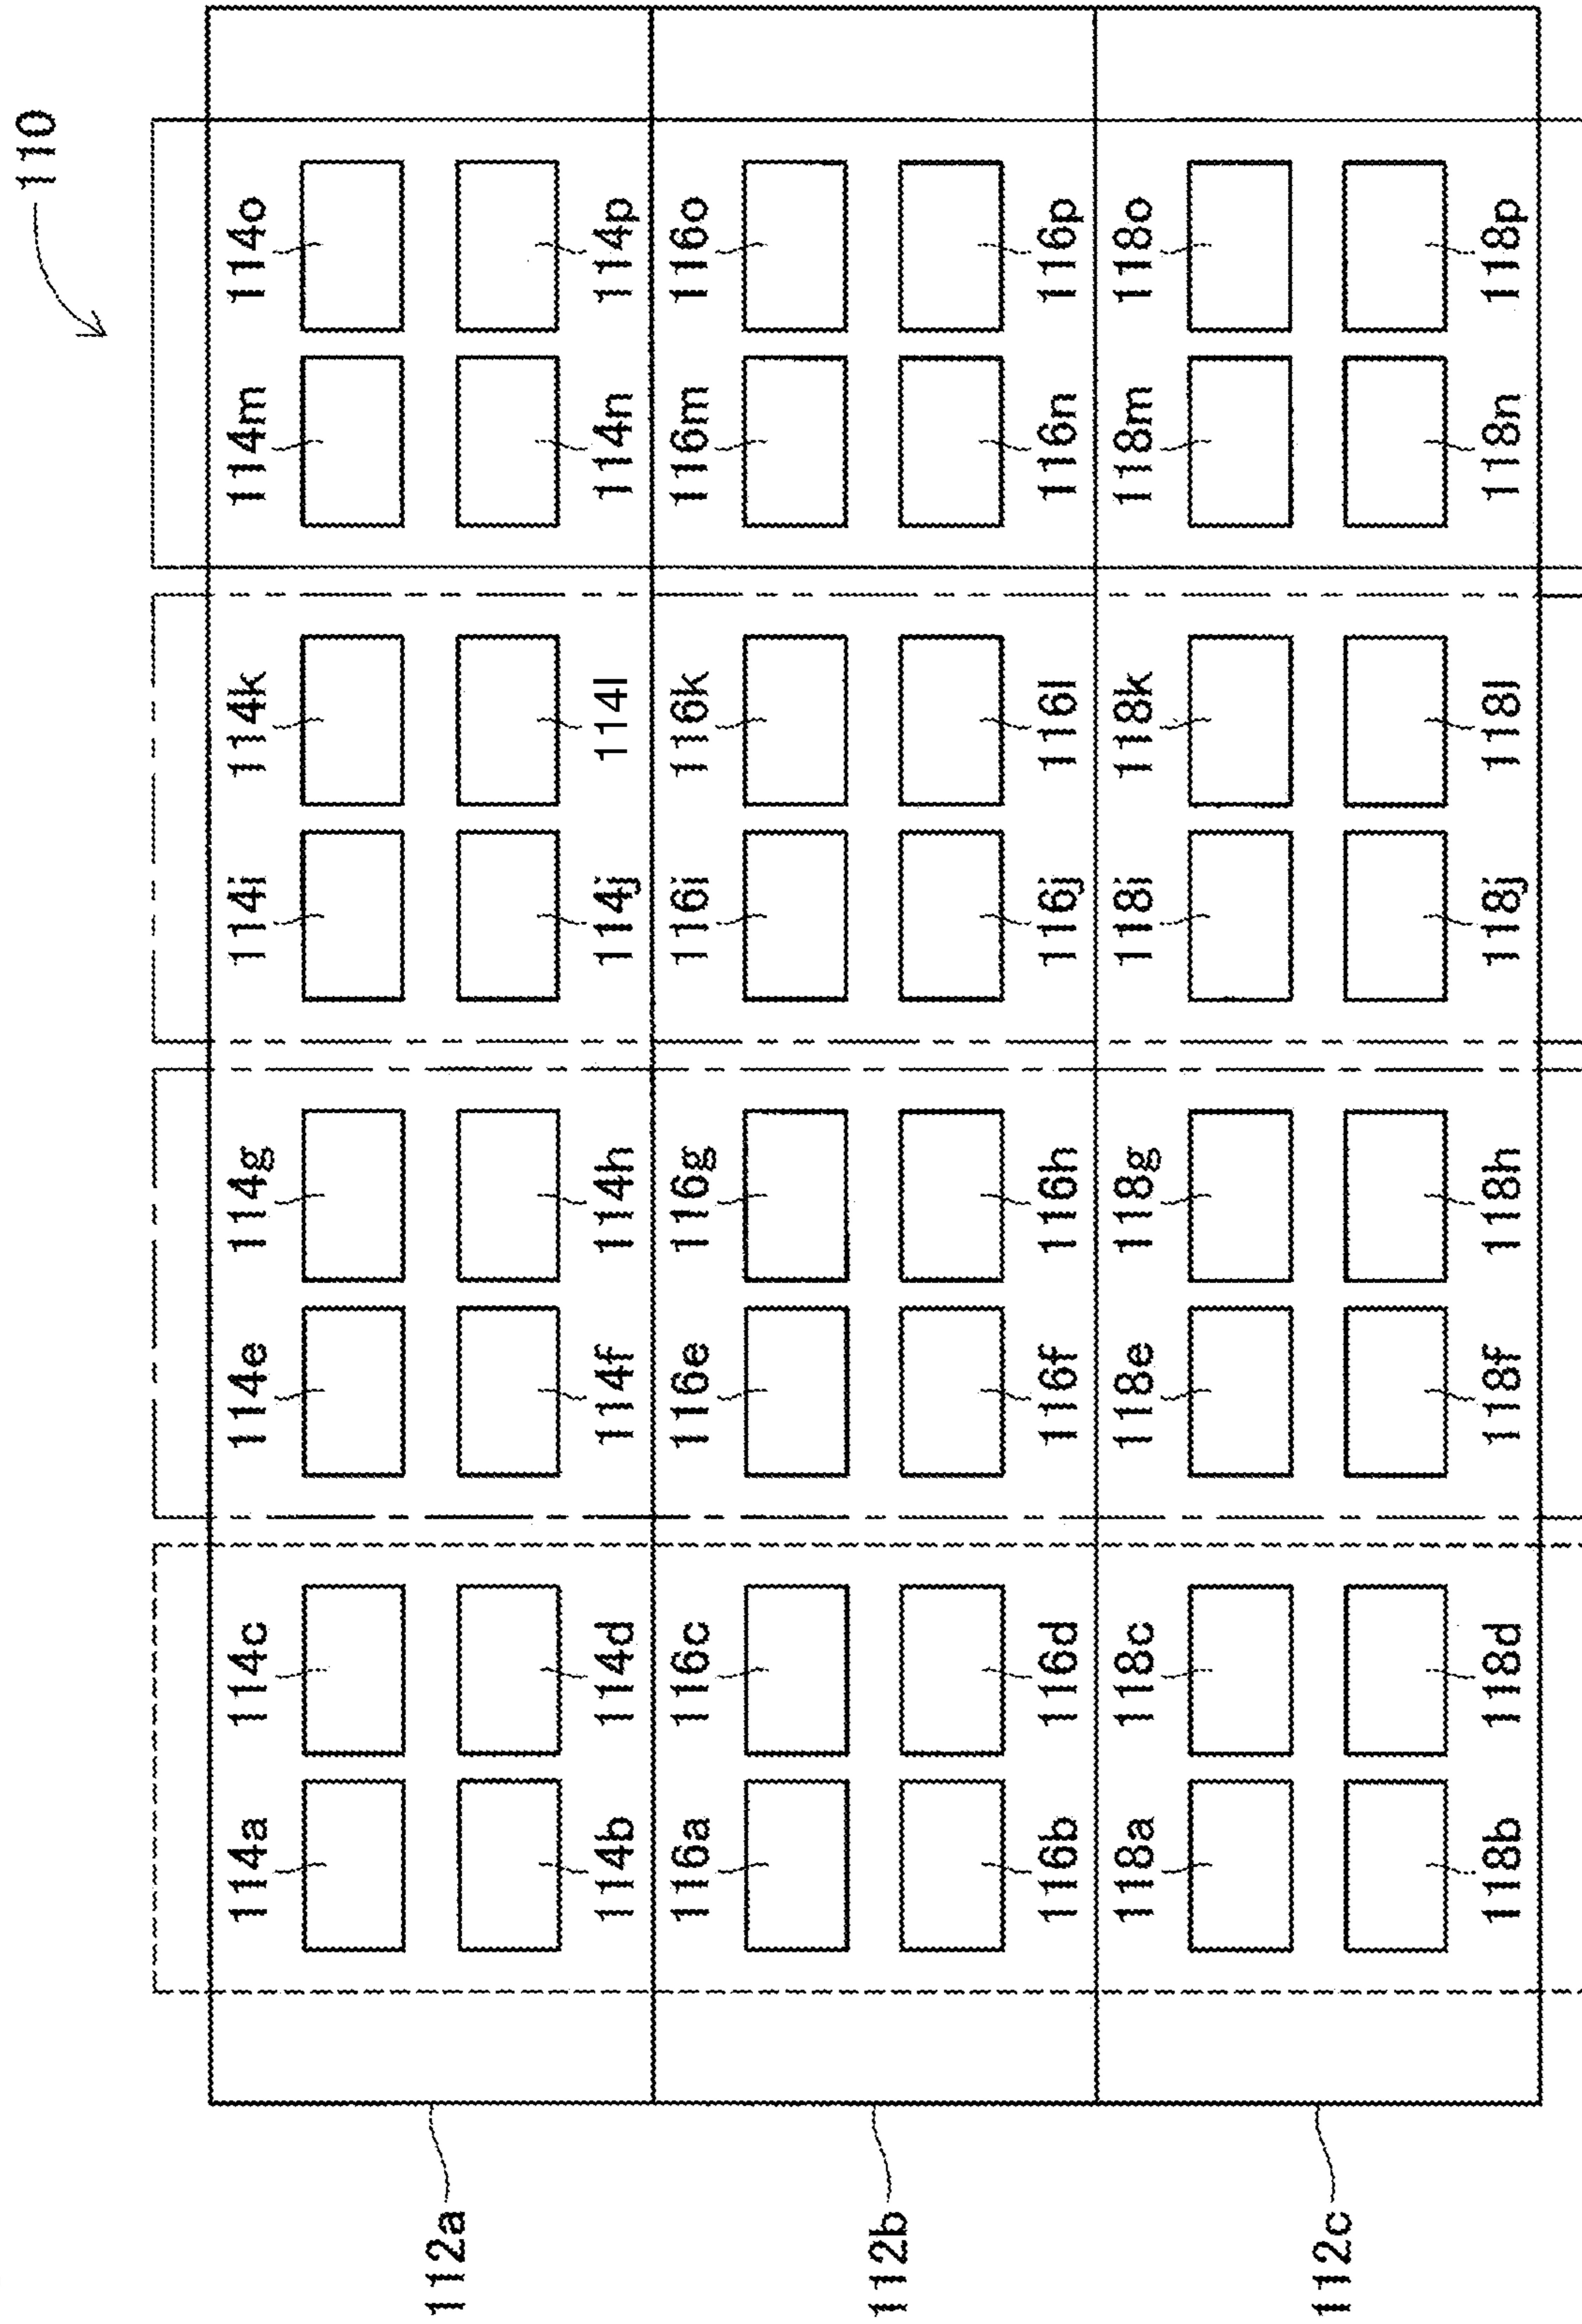 110
114a 114c 114e 114g 114i 114k 114m 114o
112a
114b 114d 114f 114h 114j 114l 114n 114p
116a 116c 116e 116g 116i 116k 116m 116o
112b
116b 116d 116f 116h 116j 116l 116n 116p
118a 118c 118e 118g 118i 118k 118m 118o
112c
118b 118d 118f 118h 118j 118l 118n 118p